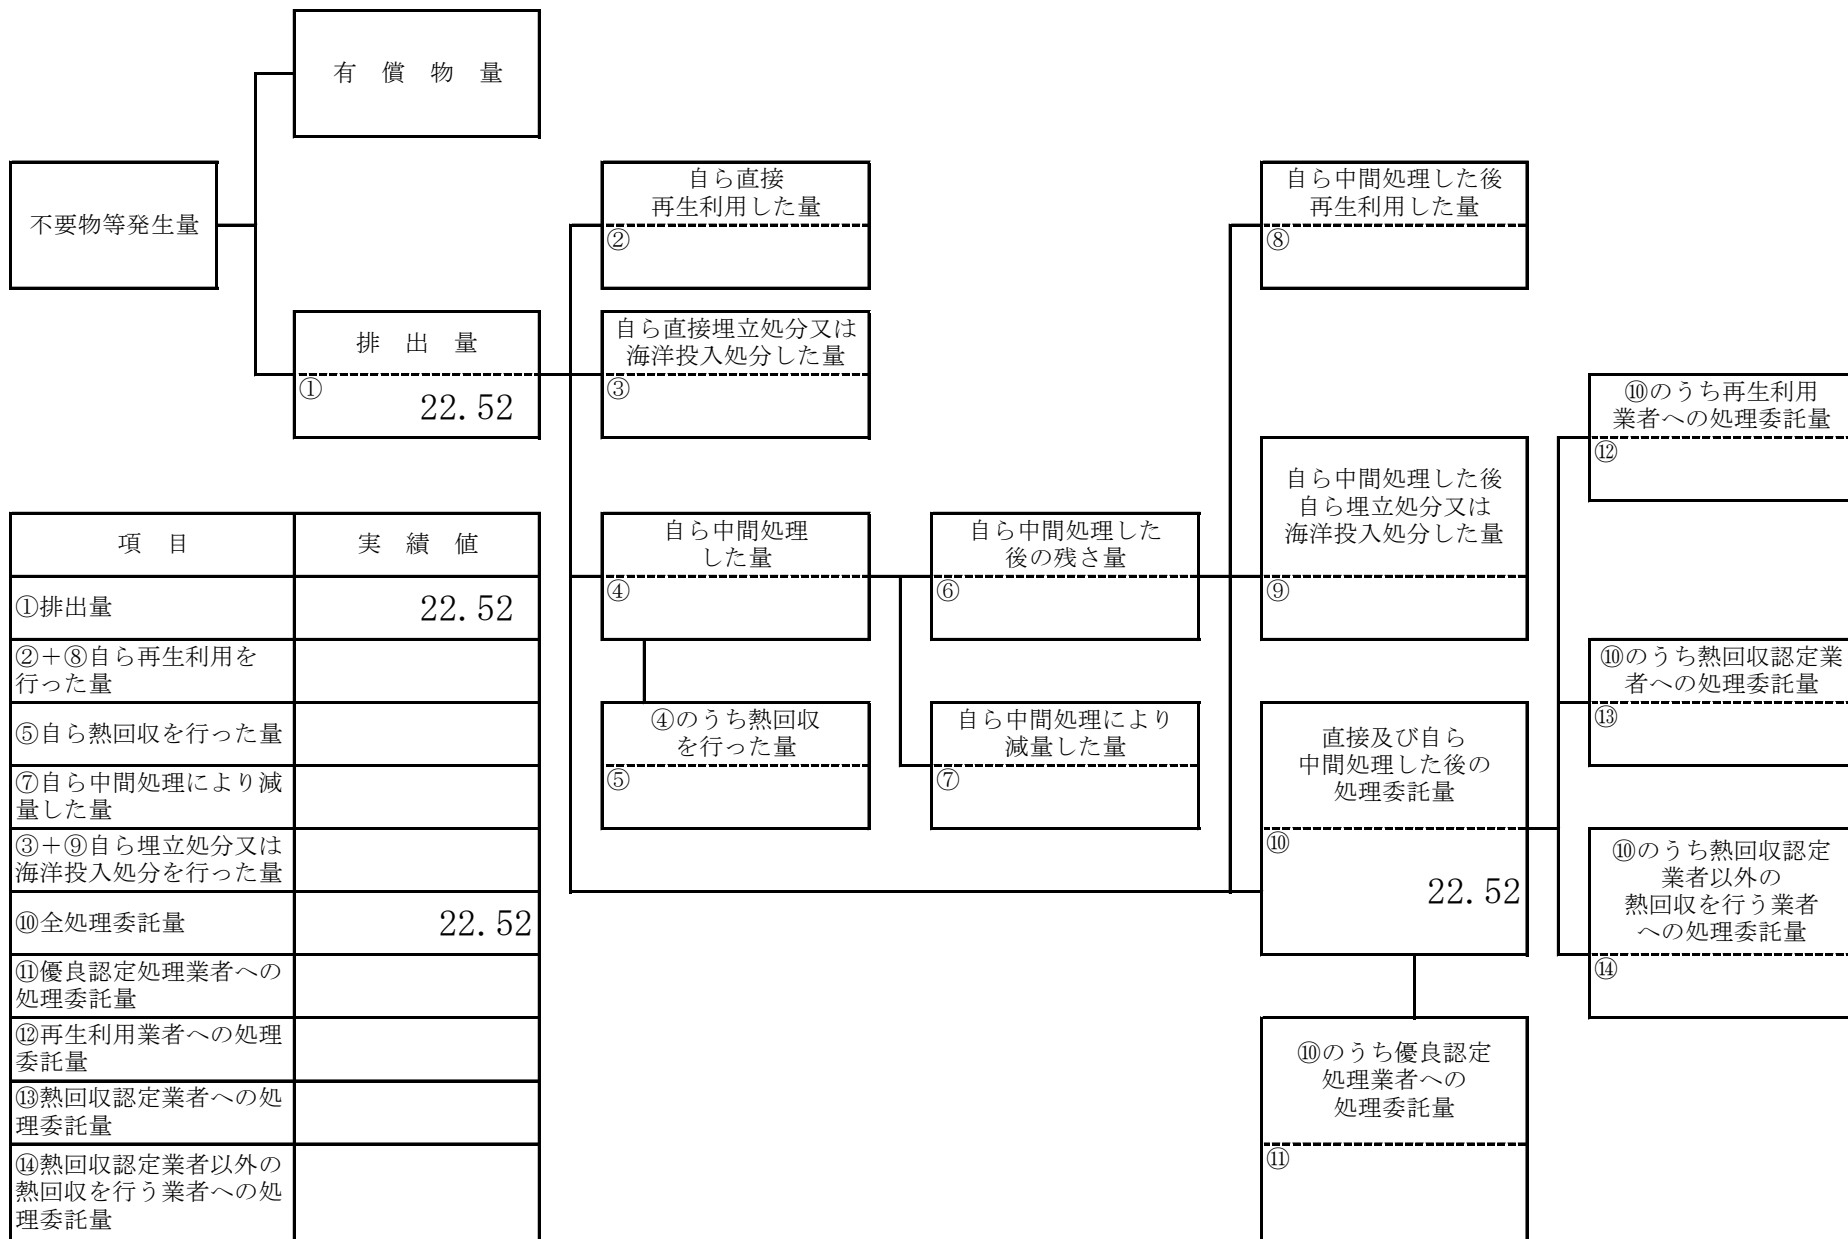 有　償　物　量
不要物等発生量
排　出　量
①
22.52
自ら直接
再生利用した量
②
自ら直接埋立処分又は
海洋投入処分した量
③
自ら中間処理
した量
④
④のうち熱回収
を行った量
⑤
自ら中間処理した
後の残さ量
⑥
自ら中間処理により
減量した量
⑦
自ら中間処理した後
再生利用した量
⑧
自ら中間処理した後
自ら埋立処分又は
海洋投入処分した量
⑨
直接及び自ら
中間処理した後の
処理委託量
⑩
22.52
⑩のうち優良認定
処理業者への
処理委託量
⑪
⑩のうち再生利用
業者への処理委託量
⑫
⑩のうち熱回収認定業
者への処理委託量
⑬
⑩のうち熱回収認定
業者以外の
熱回収を行う業者
への処理委託量
⑭
項　目　実　績　値
①排出量　22.52
②＋⑧自ら再生利用を
行った量
⑤自ら熱回収を行った量
⑦自ら中間処理により減
量した量
③＋⑨自ら埋立処分又は
海洋投入処分を行った量
⑩全処理委託量　22.52
⑪優良認定処理業者への
処理委託量
⑫再生利用業者への処理
委託量
⑬熱回収認定業者への処
理委託量
⑭熱回収認定業者以外の
熱回収を行う業者への処
理委託量